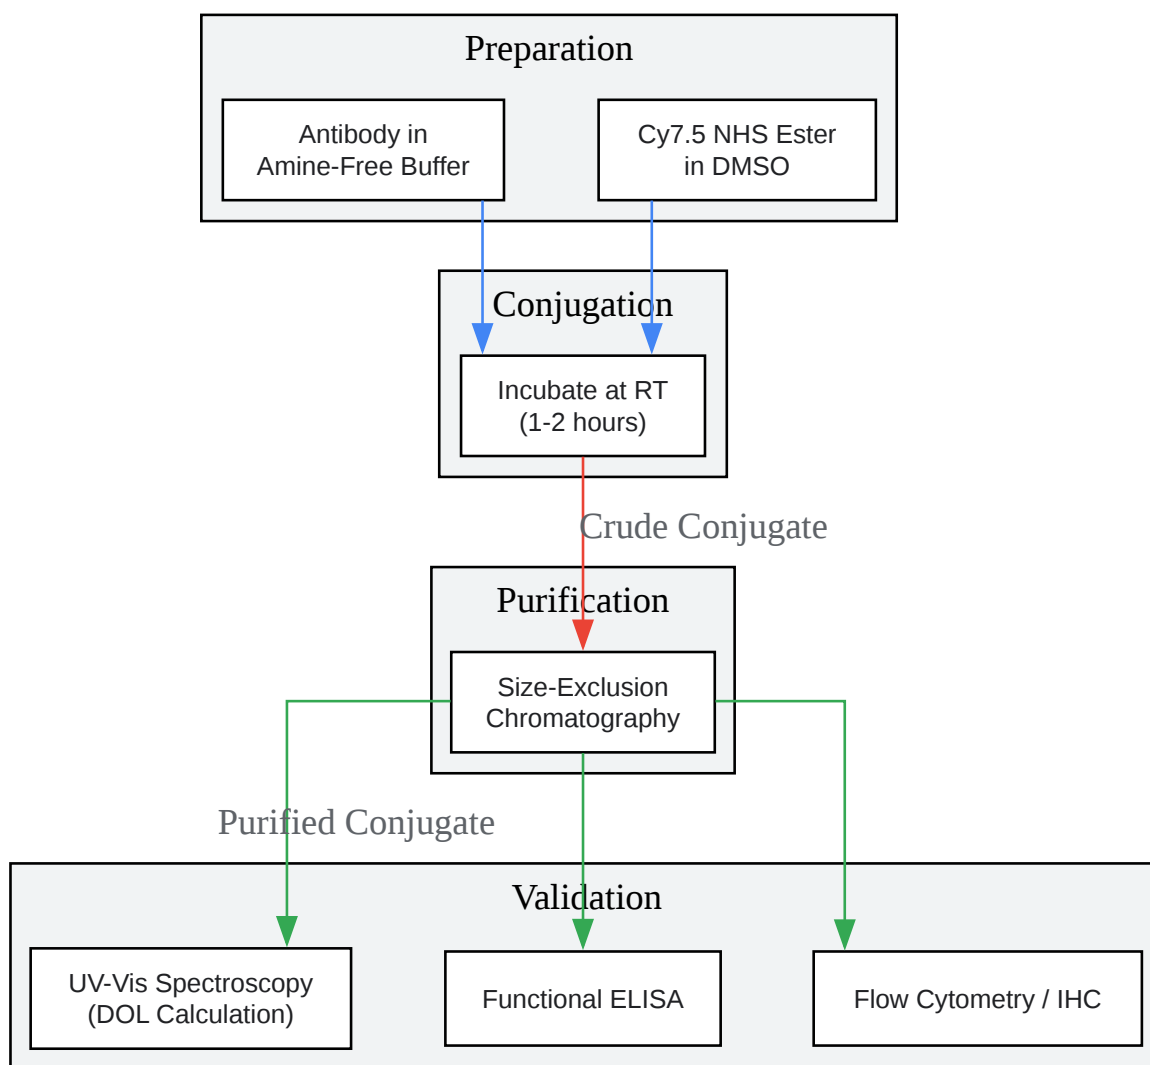 Preparation
Antibody in
Amine-Free Buffer
Cy7.5 NHS Ester
in DMSO
Conjugation
Incubate at RT
(1-2 hours)
Crude Conjugate
Purification
Size-Exclusion
Chromatography
Purified Conjugate
Validation
UV-Vis Spectroscopy
(DOL Calculation)
Functional ELISA
Flow Cytometry / IHC